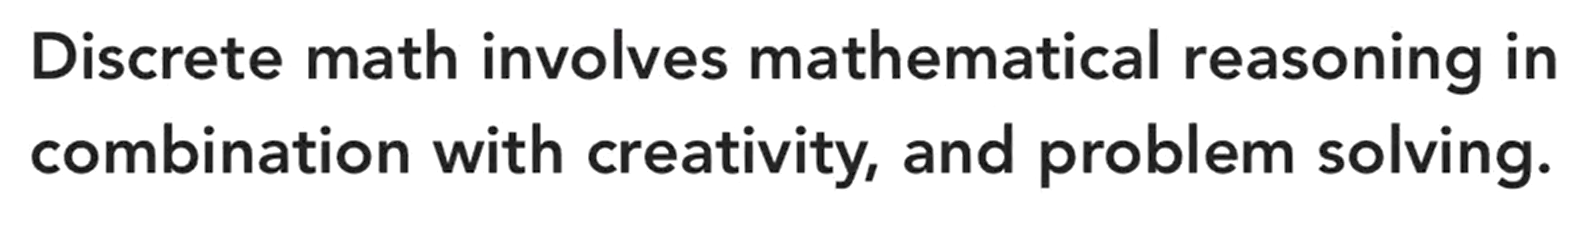 Discrete math involves mathematical reasoning in
combination with creativity, and problem solving.